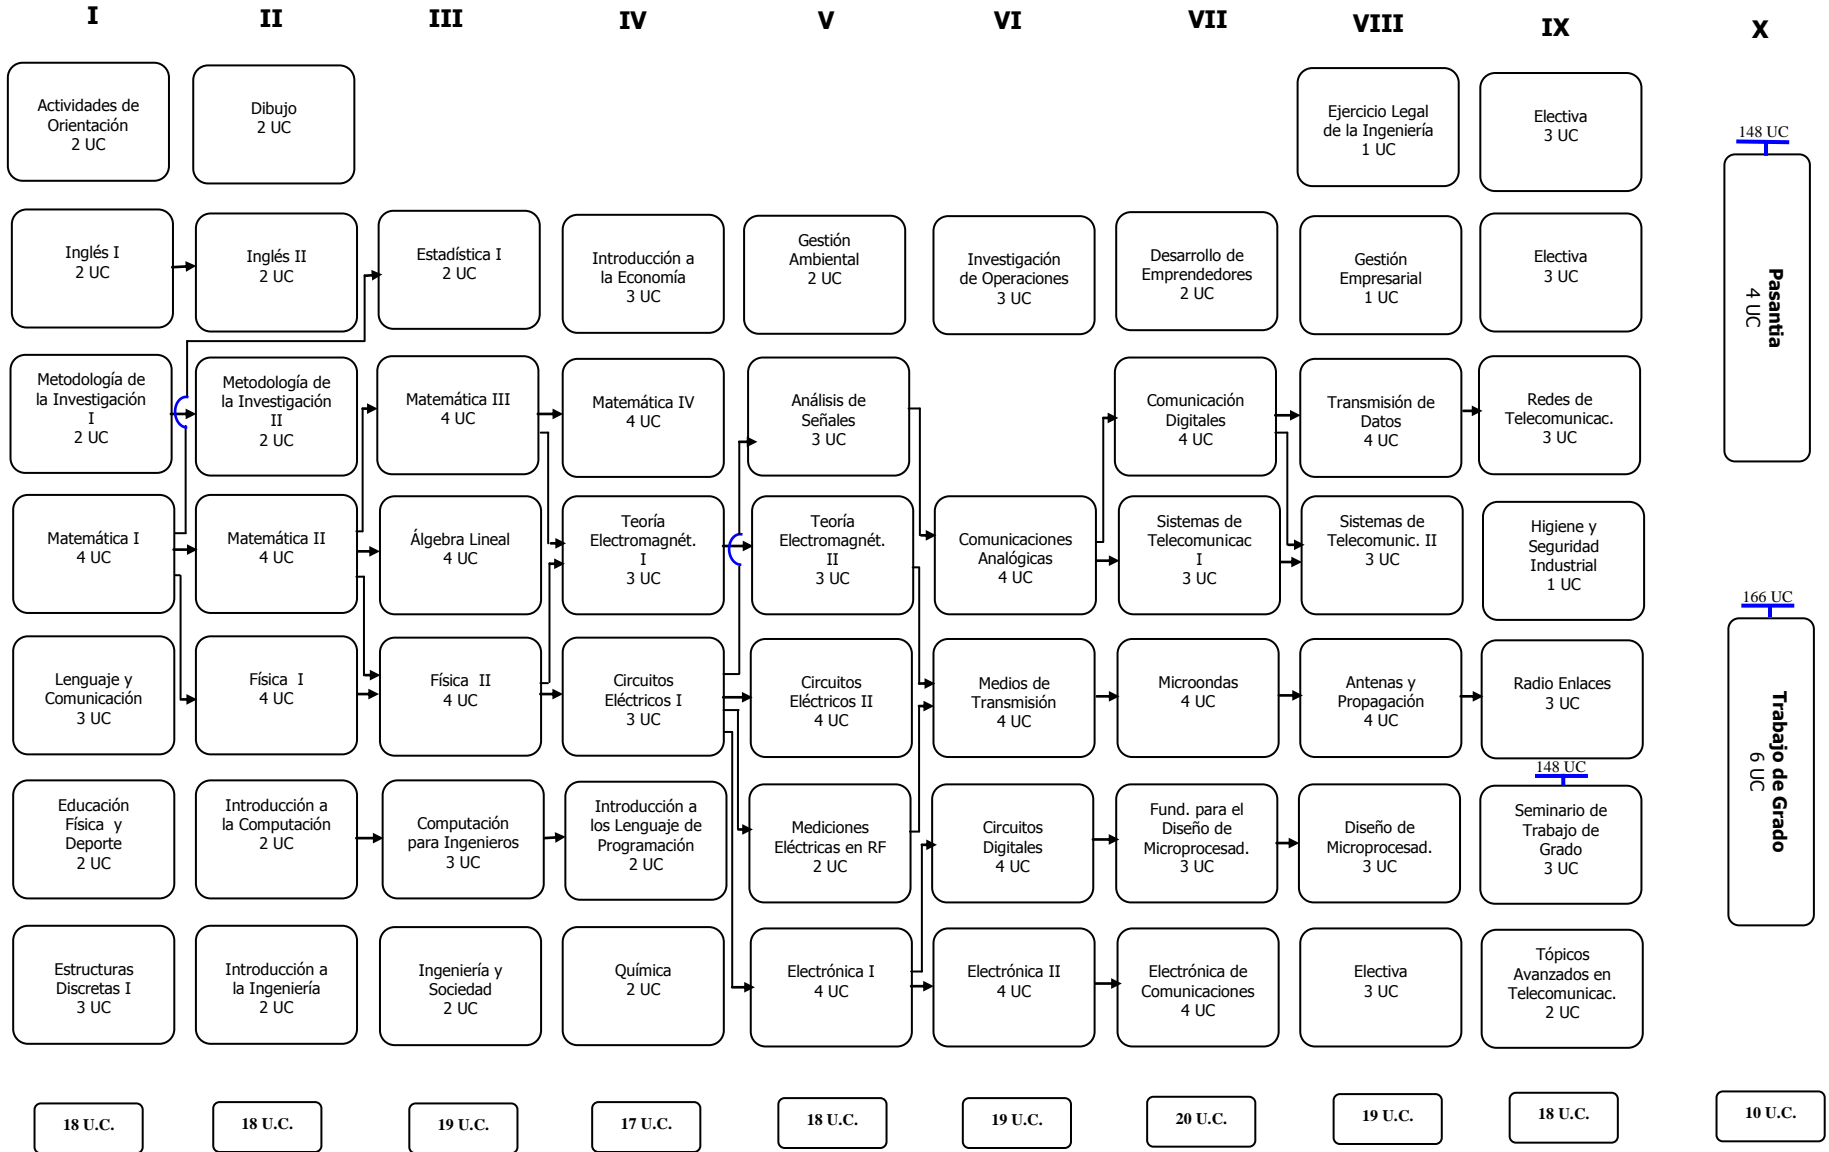 I
II
III
IV
V
VI
VII
VIII
IX
X
Actividades de
Orientación
2 UC
Dibujo
2 UC
Ejercicio Legal
de la Ingeniería
1 UC
Electiva
3 UC
148 UC
Inglés I
2 UC
Inglés II
2 UC
Estadística I
2 UC
Introducción a
la Economía
3 UC
Gestión
Ambiental
2 UC
Investigación
de Operaciones
3 UC
Desarrollo de
Emprendedores
2 UC
Gestión
Empresarial
1 UC
Electiva
3 UC
Pasantia
4 UC
Metodología de
la Investigación
I
2 UC
Metodología de
la Investigación
II
2 UC
Matemática III
4 UC
Matemática IV
4 UC
Análisis de
Señales
3 UC
Comunicación
Digitales
4 UC
Transmisión de
Datos
4 UC
Redes de
Telecomunicac.
3 UC
Matemática I
4 UC
Matemática II
4 UC
Álgebra Lineal
4 UC
Teoría
Electromagnét.
I
3 UC
Teoría
Electromagnét.
II
3 UC
Comunicaciones
Analógicas
4 UC
Sistemas de
Telecomunicac
I
3 UC
Sistemas de
Telecomunic. II
3 UC
Higiene y
Seguridad
Industrial
1 UC
166 UC
Lenguaje y
Comunicación
3 UC
Física  I
4 UC
Física  II
4 UC
Circuitos
Eléctricos I
3 UC
Circuitos
Eléctricos II
4 UC
Medios de
Transmisión
4 UC
Microondas
4 UC
Antenas y
Propagación
4 UC
Radio Enlaces
3 UC
Trabajo de Grado
6 UC
148 UC
Educación
Física  y
Deporte
2 UC
Introducción a
la Computación
2 UC
Computación
para Ingenieros
3 UC
Introducción a
los Lenguaje de
Programación
2 UC
Mediciones
Eléctricas en RF
2 UC
Circuitos
Digitales
4 UC
Fund. para el
Diseño de
Microprocesad.
3 UC
Diseño de
Microprocesad.
3 UC
Seminario de
Trabajo de
Grado
3 UC
Estructuras
Discretas I
3 UC
Introducción a
la Ingeniería
2 UC
Ingeniería y
Sociedad
2 UC
Química
2 UC
Electrónica I
4 UC
Electrónica II
4 UC
Electrónica de
Comunicaciones
4 UC
Electiva
3 UC
Tópicos
Avanzados en
Telecomunicac.
2 UC
18 U.C.
18 U.C.
19 U.C.
17 U.C.
18 U.C.
19 U.C.
20 U.C.
19 U.C.
18 U.C.
10 U.C.